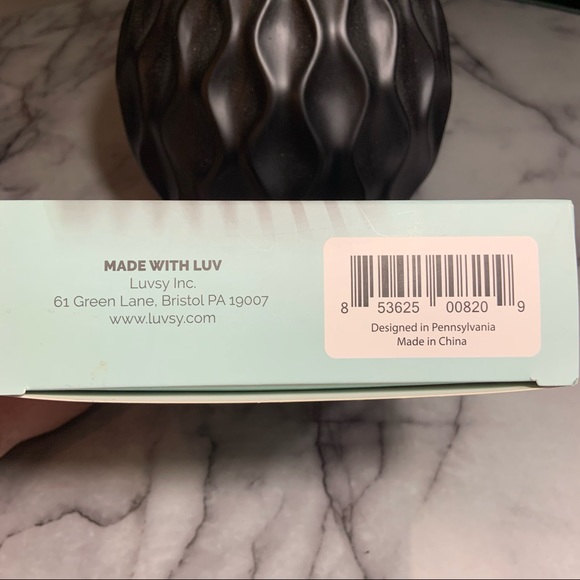 MADE WITH LUV
Luvsy Inc.
61 Green Lane, Bristol PA 19007
www.luvsy.com
8 53625 00820 9
Designed in Pennsylvania
Made in China